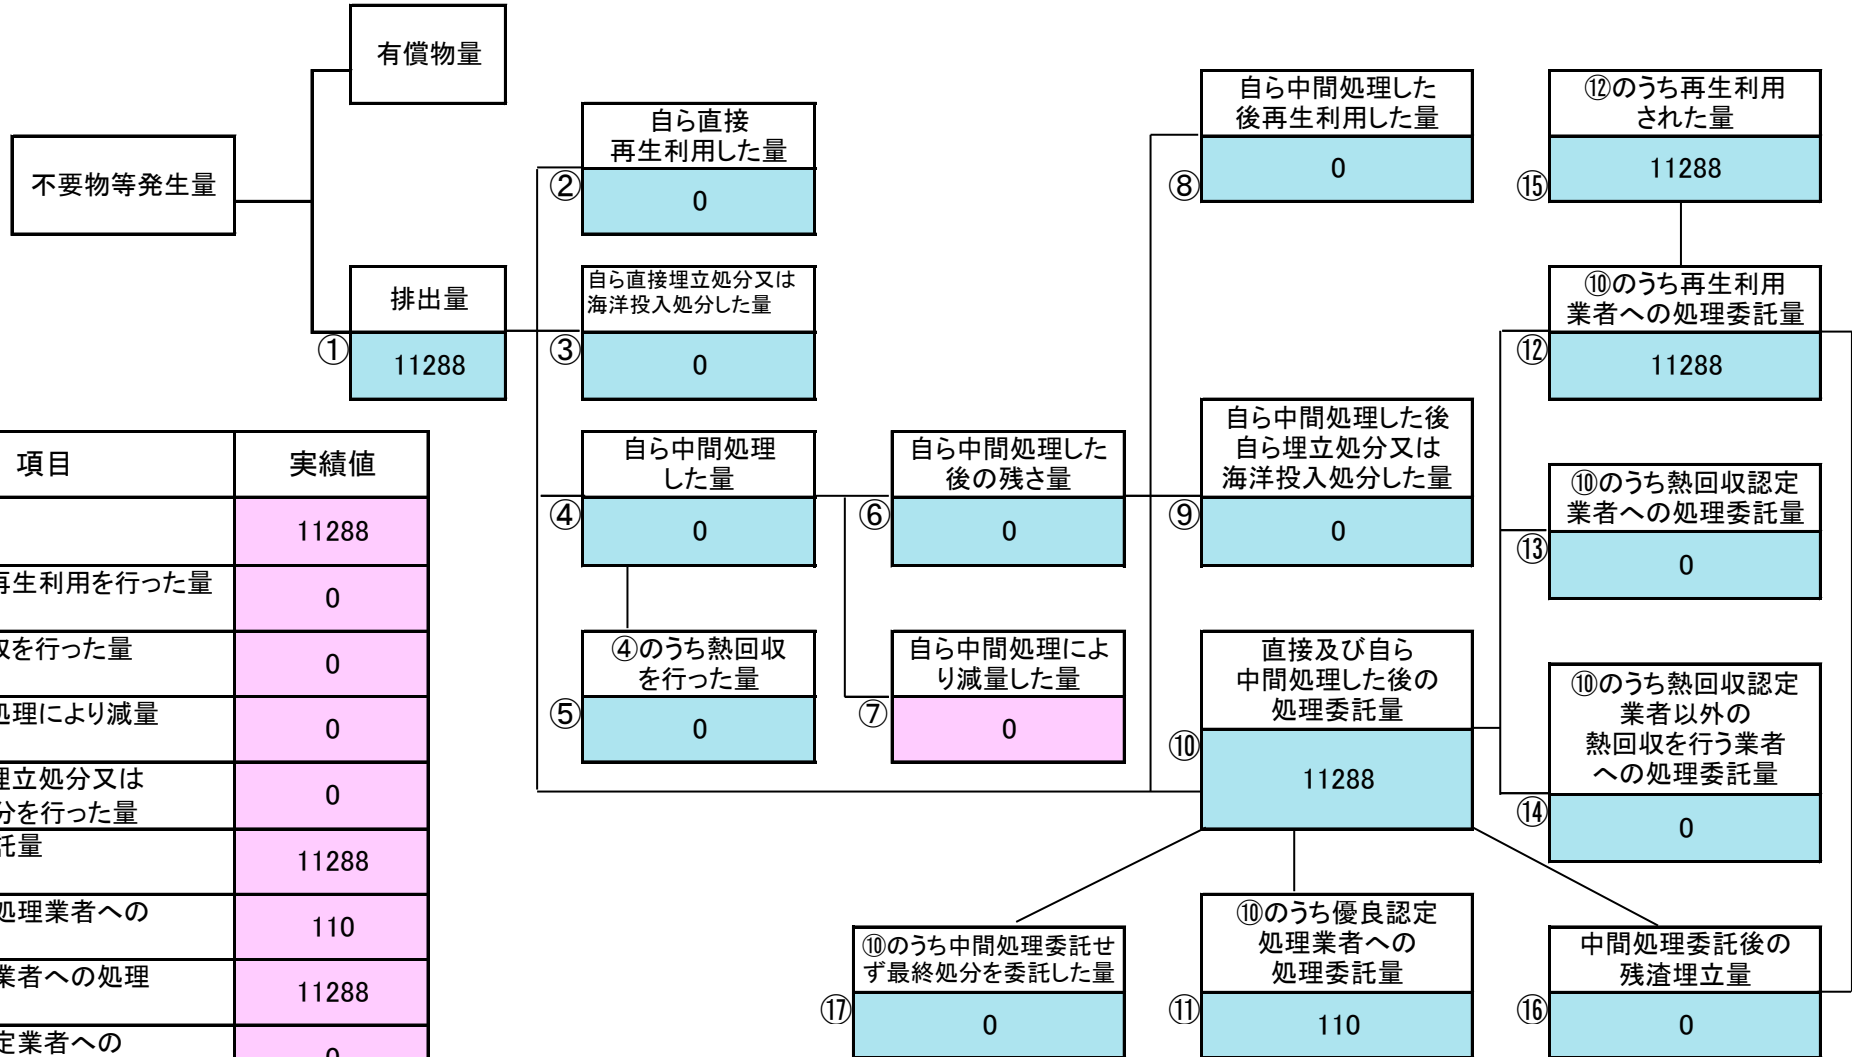 有償物量
不要物等発生量
排出量
①
11288
自ら直接
再生利用した量
②
0
自ら直接埋立処分又は
海洋投入処分した量
③
0
自ら中間処理
した量
④
0
④のうち熱回収
を行った量
⑤
0
自ら中間処理した
後の残さ量
⑥
0
自ら中間処理によ
り減量した量
⑦
0
自ら中間処理した
後再生利用した量
⑧
0
自ら中間処理した後
自ら埋立処分又は
海洋投入処分した量
⑨
0
直接及び自ら
中間処理した後の
処理委託量
⑩
11288
⑫のうち再生利用
された量
⑮
11288
⑩のうち再生利用
業者への処理委託量
⑫
11288
⑩のうち熱回収認定
業者への処理委託量
⑬
0
⑩のうち熱回収認定
業者以外の
熱回収を行う業者
への処理委託量
⑭
0
⑩のうち中間処理委託せ
ず最終処分を委託した量
⑰
0
⑩のうち優良認定
処理業者への
処理委託量
⑪
110
中間処理委託後の
残渣埋立量
⑯
0
項目 実績値
11288
再生利用を行った量 0
を行った量 0
処理により減量 0
埋立処分又は
分を行った量 0
託量 11288
処理業者への 110
業者への処理 11288
定業者への 0